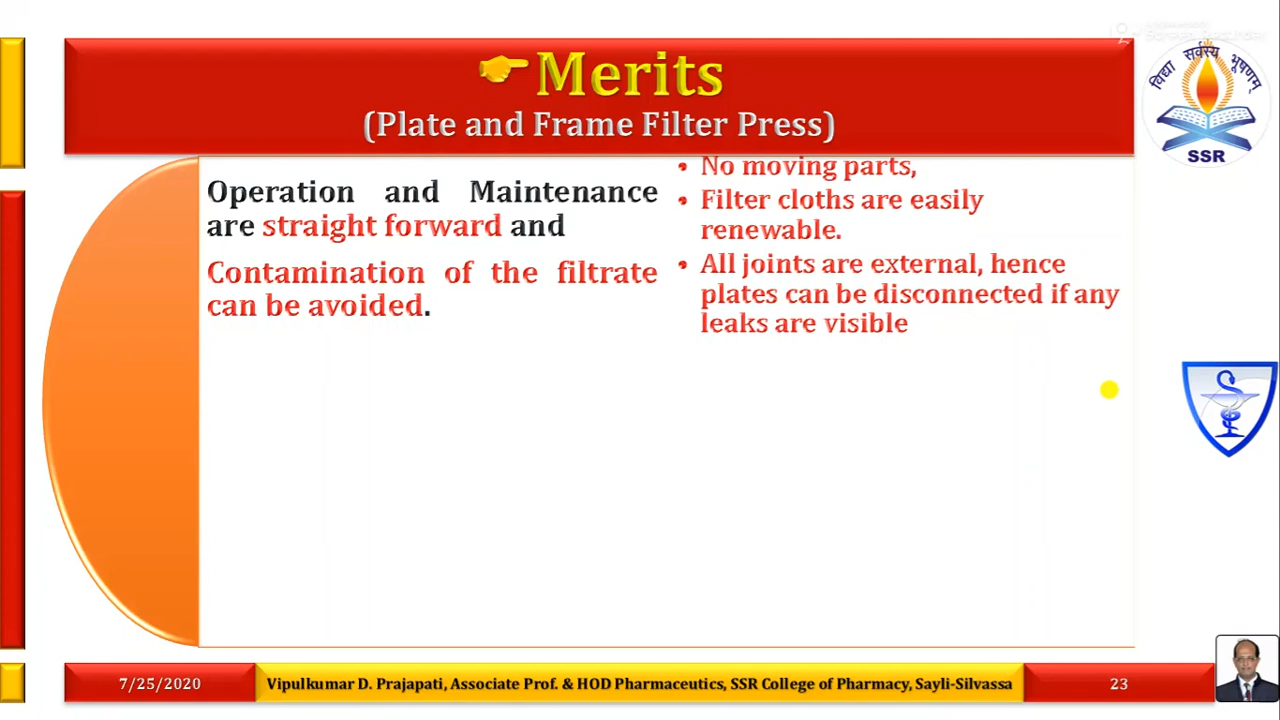 Merits
(Plate and Frame Filter Press)
विद्या सर्वस्य भूषणम्
SSR
Operation and Maintenance
are straight forward and
Contamination of the filtrate
can be avoided.
• No moving parts,
• Filter cloths are easily
renewable.
• All joints are external, hence
plates can be disconnected if any
leaks are visible
7/25/2020
Vipulkumar D. Prajapati, Associate Prof. & HOD Pharmaceutics, SSR College of Pharmacy, Sayli-Silvassa
23